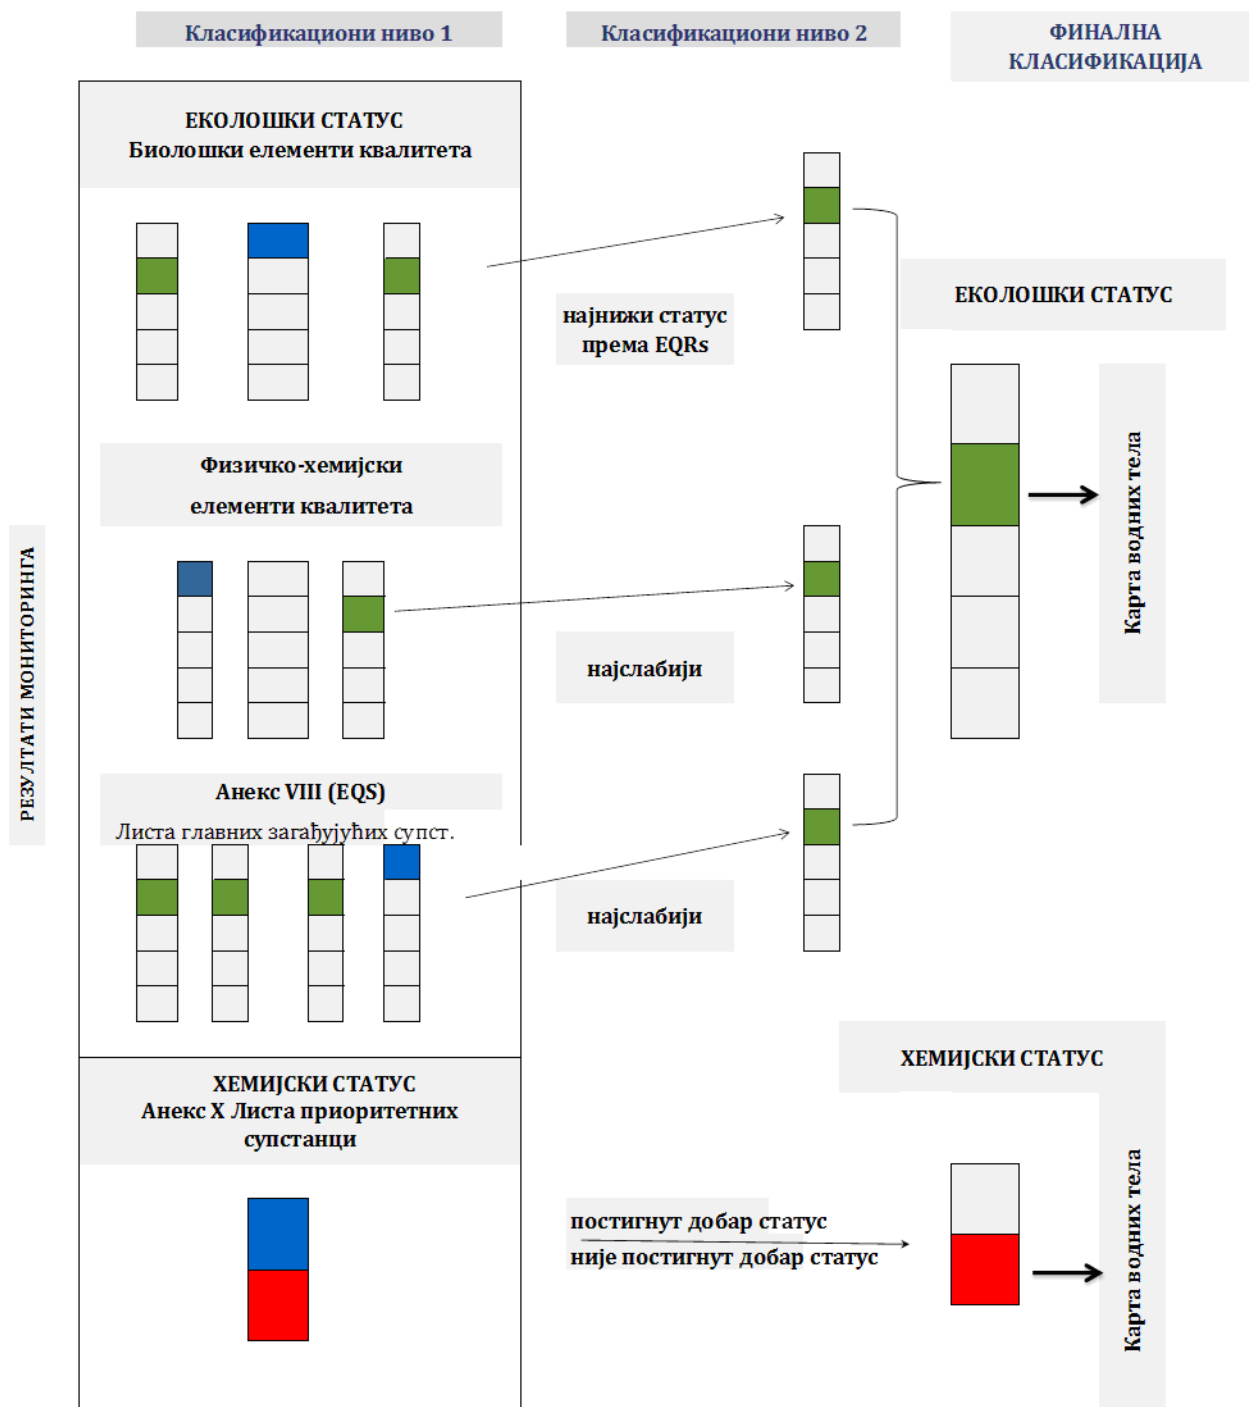 Класификациони ниво 1
Класификациони ниво 2
ФИНАЛНА
КЛАСИФИКАЦИЈА
РЕЗУЛТАТИ МОНИТОРИНГА
ЕКОЛОШКИ СТАТУС
Биолошки елементи квалитета
најнижи статус
према EQRs
ЕКОЛОШКИ СТАТУС
Карта водних тела
Физичко-хемијски
елементи квалитета
најслабији
Анекс VIII (EQS)
Листа главних загађујућих супст.
најслабији
ХЕМИЈСКИ СТАТУС
Анекс X Листа приоритетних
супстанци
постигнут добар статус
није постигнут добар статус
ХЕМИЈСКИ СТАТУС
Карта водних тела